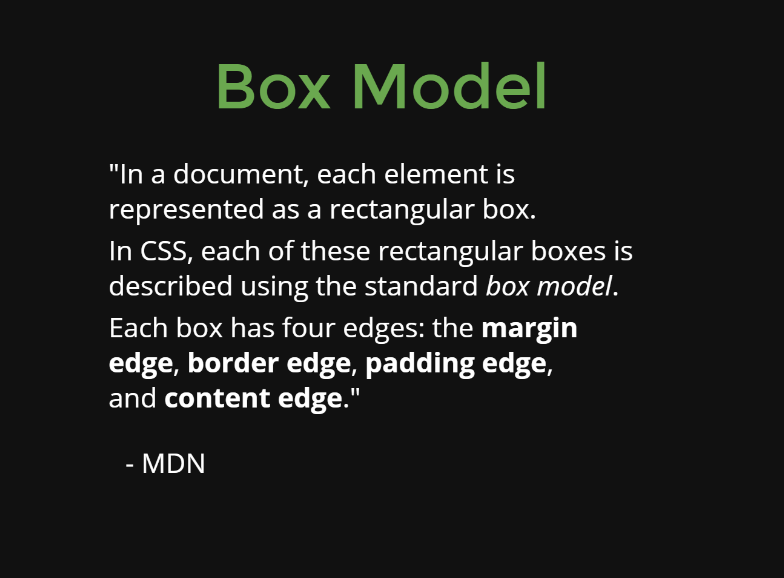 Box Model
"In a document, each element is
represented as a rectangular box.
In CSS, each of these rectangular boxes is
described using the standard box model.
Each box has four edges: the margin
edge, border edge, padding edge,
and content edge."
- MDN